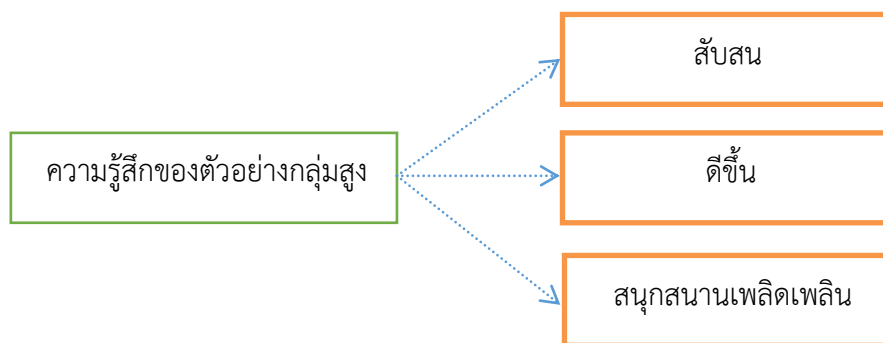 สับสน
ความรู้สึกของตัวอย่างกลุ่มสูง
ดีขึ้น
สนุกสนานเพลิดเพลิน